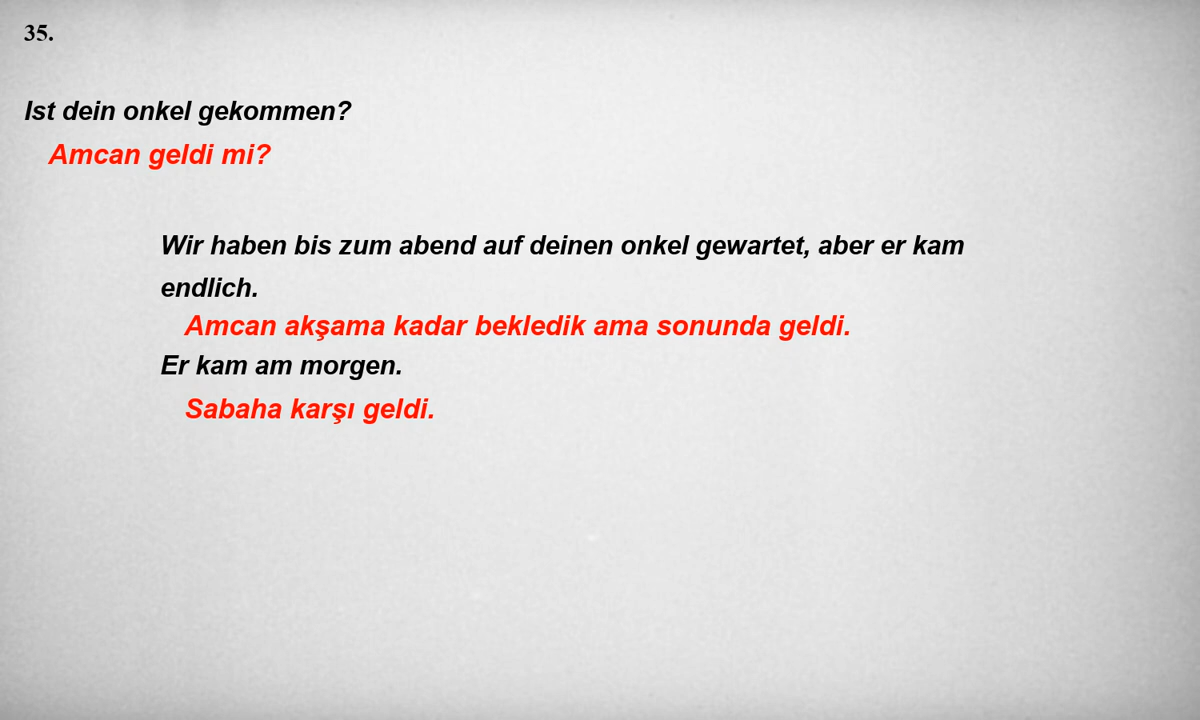 35.
Ist dein onkel gekommen?
Amcan geldi mi?
Wir haben bis zum abend auf deinen onkel gewartet, aber er kam
endlich.
Amcan akşama kadar bekledik ama sonunda geldi.
Er kam am morgen.
Sabaha karşı geldi.